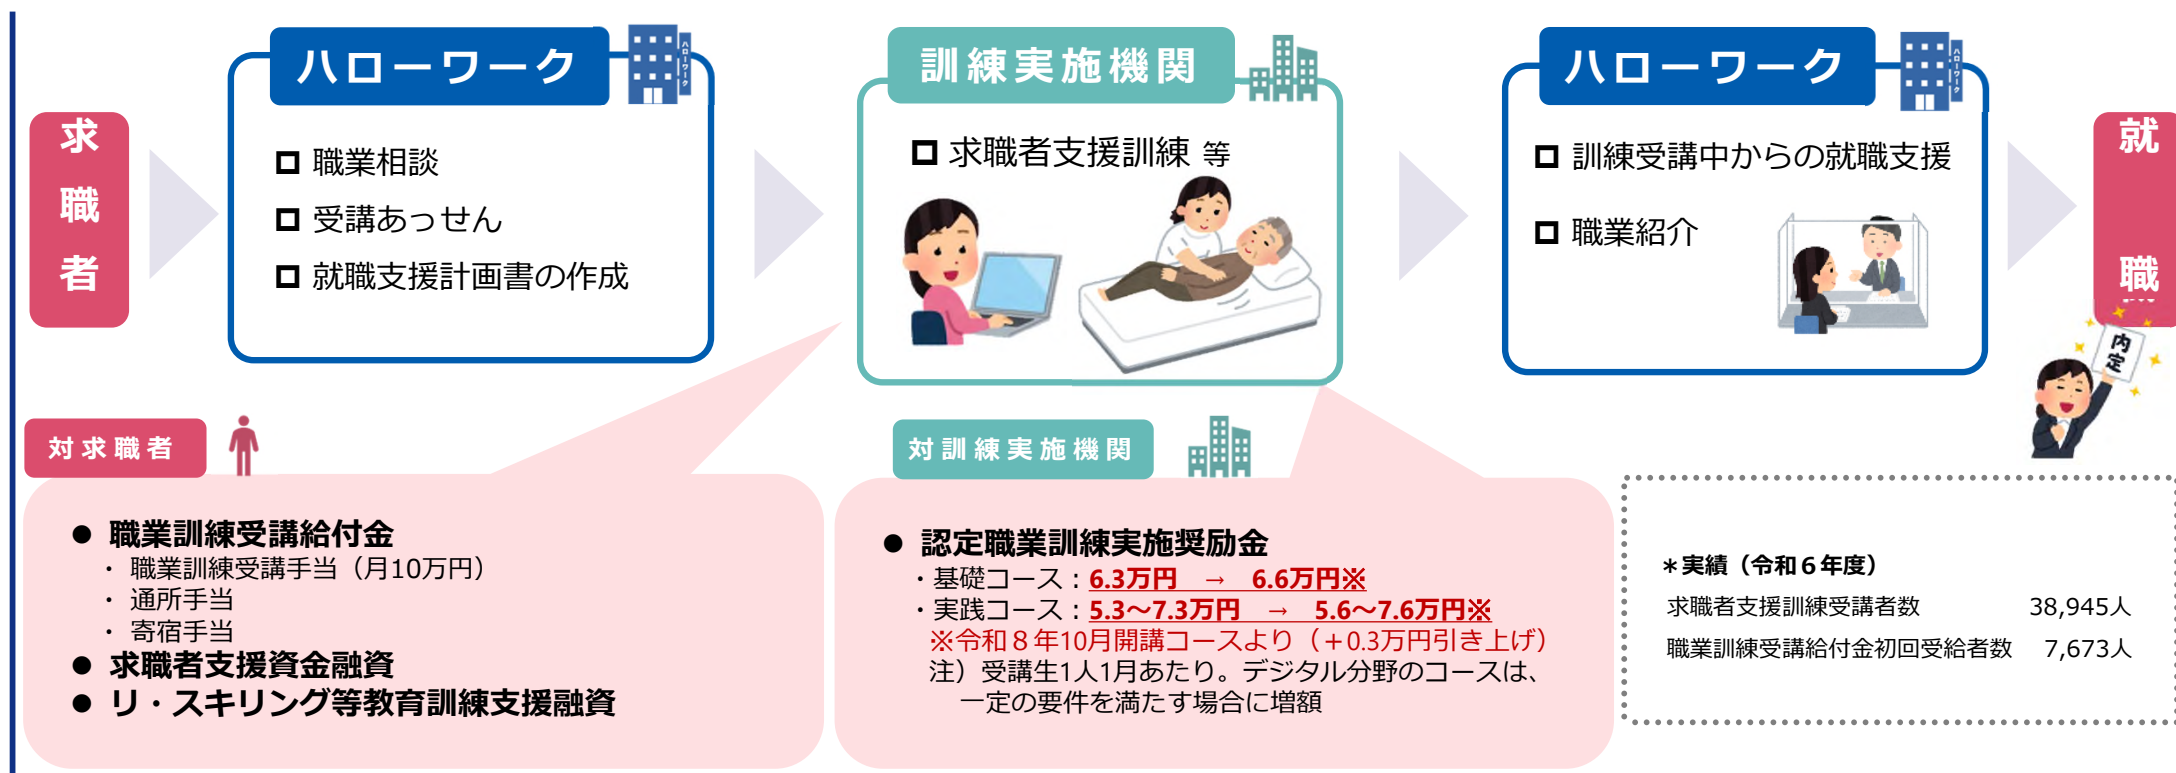 求職者
ハローワーク
ハローワーク
職業相談
受講あっせん
就職支援計画書の作成
訓練実施機関
求職者支援訓練 等
ハローワーク
ハローワーク
訓練受講中からの就職支援
職業紹介
就職
内定
対求職者
● 職業訓練受講給付金
・ 職業訓練受講手当（月10万円）
・ 通所手当
・ 寄宿手当
● 求職者支援資金融資
● リ・スキリング等教育訓練支援融資
対訓練実施機関
● 認定職業訓練実施奨励金
・基礎コース：6.3万円 → 6.6万円※
・実践コース：5.3～7.3万円 → 5.6～7.6万円※
※令和８年10月開講コースより（＋0.3万円引き上げ）
注）受講生1人1月あたり。デジタル分野のコースは、
一定の要件を満たす場合に増額
＊実績（令和６年度）
求職者支援訓練受講者数 38,945人
職業訓練受講給付金初回受給者数 7,673人